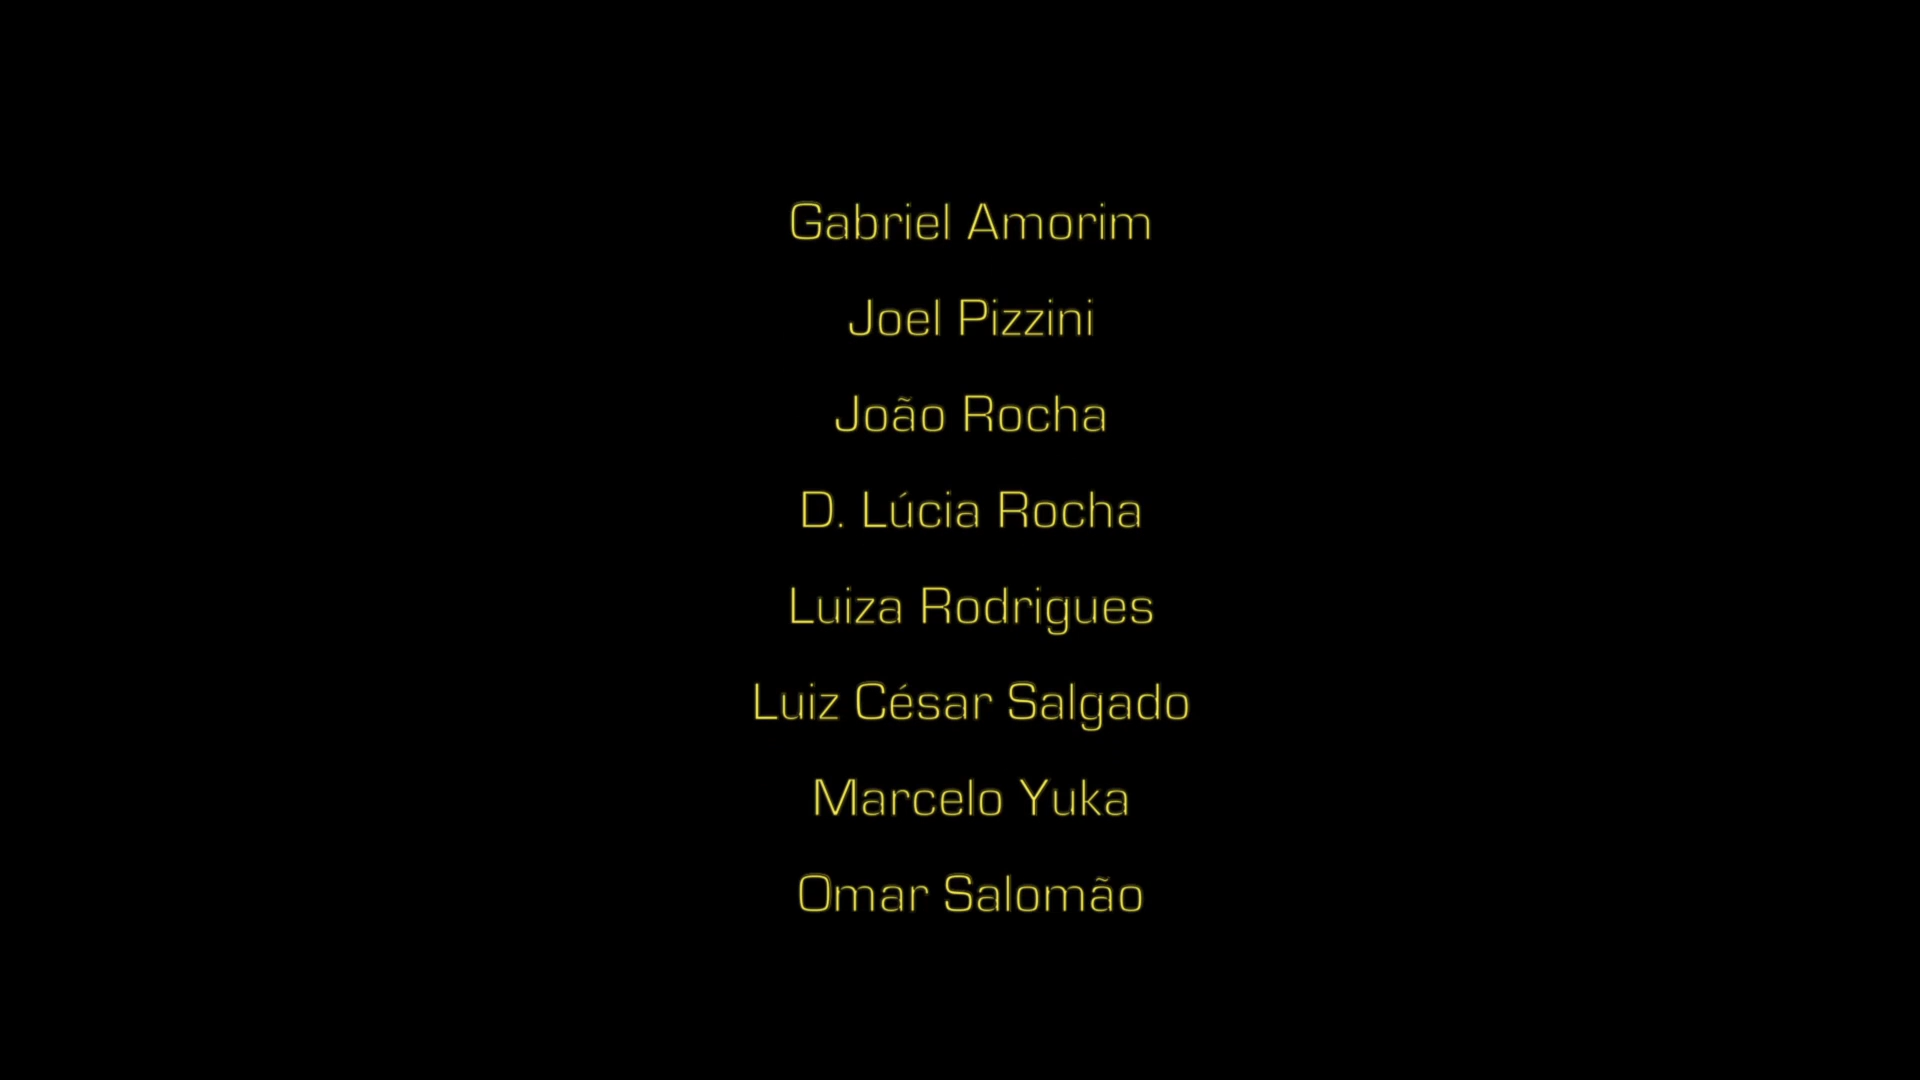 Gabriel Amorim
Joel Pizzini
João Rocha
D. Lúcia Rocha
Luiza Rodrigues
Luiz César Salgado
Marcelo Yuka
Omar Salomão